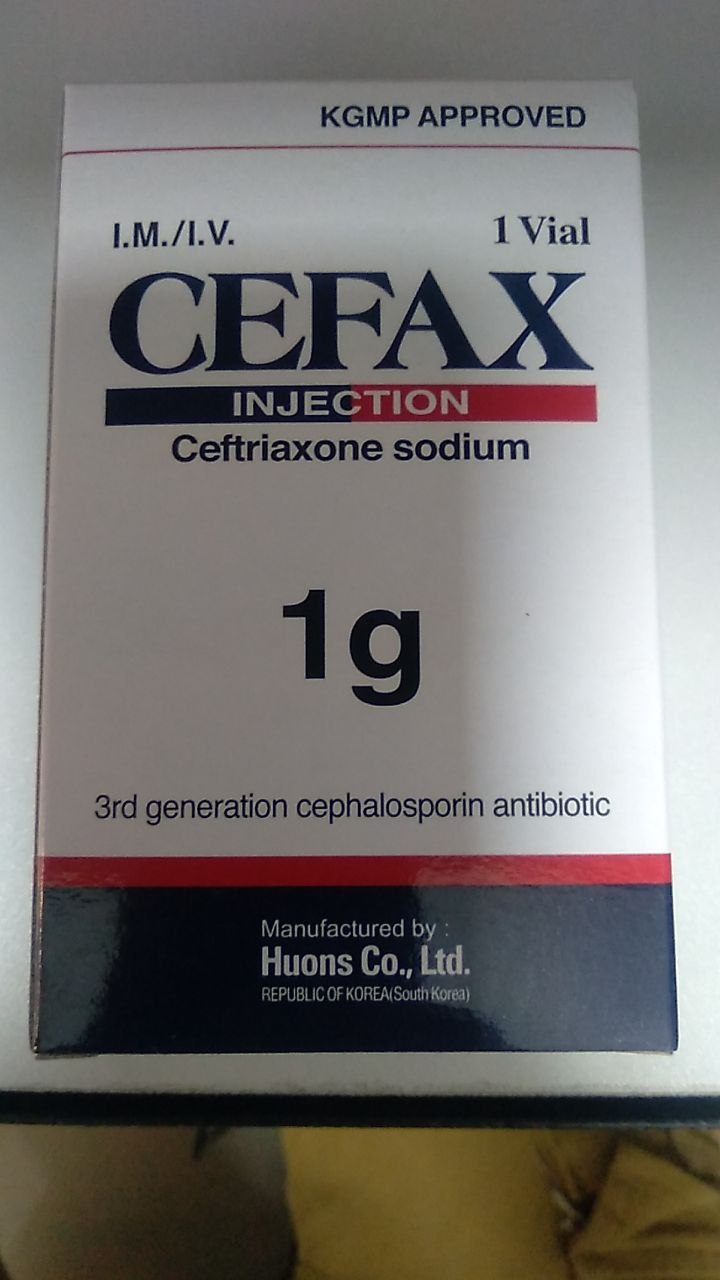 KGMP APPROVED
I.M./I.V. 1 Vial
CEFAX
INJECTION
Ceftriaxone sodium
1g
3rd generation cephalosporin antibiotic
Manufactured by :
Huons Co., Ltd.
REPUBLIC OF KOREA(South Korea)